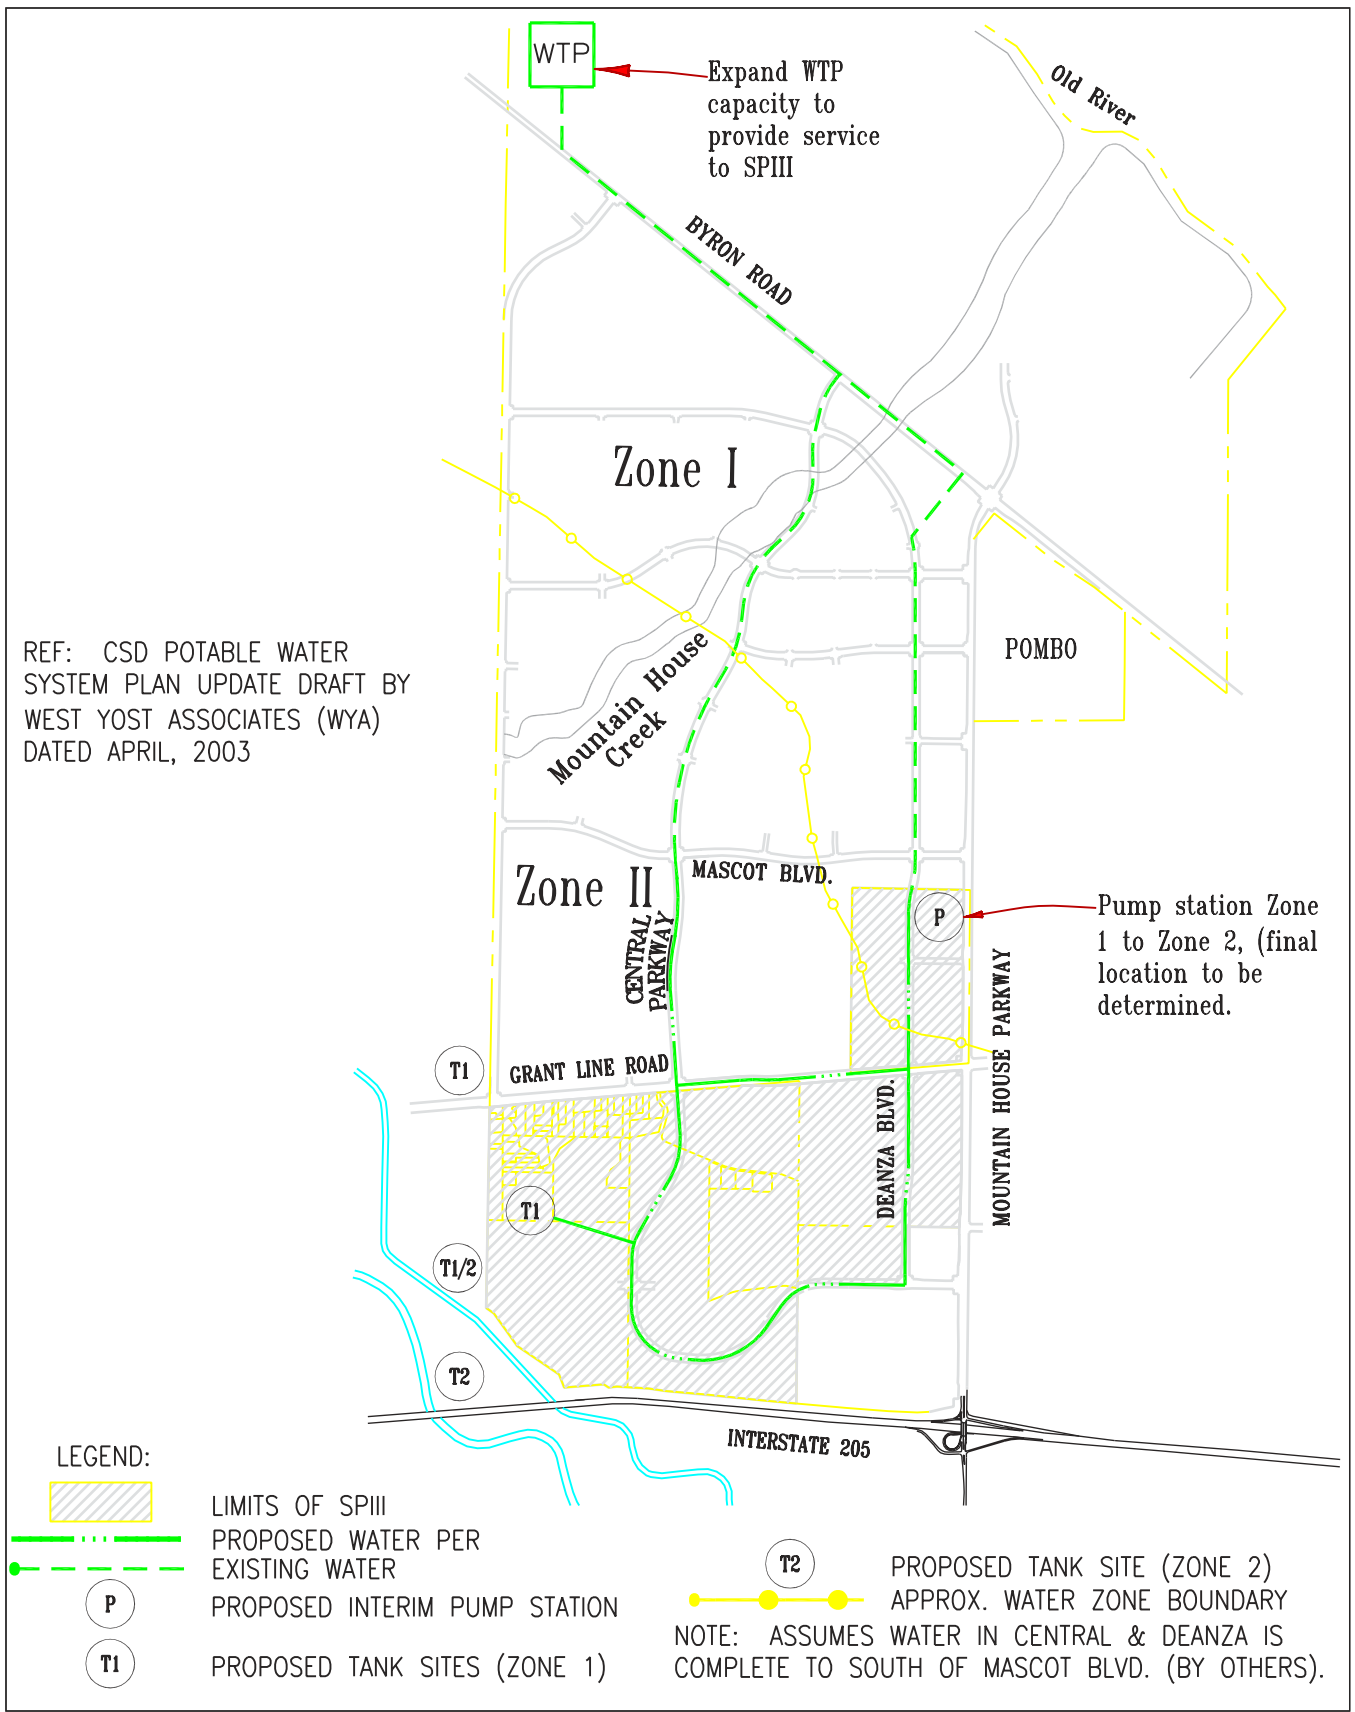 WTP
Expand WTP
capacity to
provide service
to SPIII
Old River
BYRON ROAD
Zone I
REF: CSD POTABLE WATER
SYSTEM PLAN UPDATE DRAFT BY
WEST YOST ASSOCIATES (WYA)
DATED APRIL, 2003
POMBO
Mountain House
Creek
MASCOT BLVD.
Zone II
CENTRAL
PARKWAY
P
Pump station Zone
1 to Zone 2, (final
location to be
determined.
MOUNTAIN HOUSE PARKWAY
T1
GRANT LINE ROAD
DEANZA BLVD.
T1
T1/2
T2
INTERSTATE 205
LEGEND:
LIMITS OF SPIII
PROPOSED WATER PER
EXISTING WATER
P
PROPOSED INTERIM PUMP STATION
T1
PROPOSED TANK SITES (ZONE 1)
T2
PROPOSED TANK SITE (ZONE 2)
APPROX. WATER ZONE BOUNDARY
NOTE: ASSUMES WATER IN CENTRAL & DEANZA IS
COMPLETE TO SOUTH OF MASCOT BLVD. (BY OTHERS).